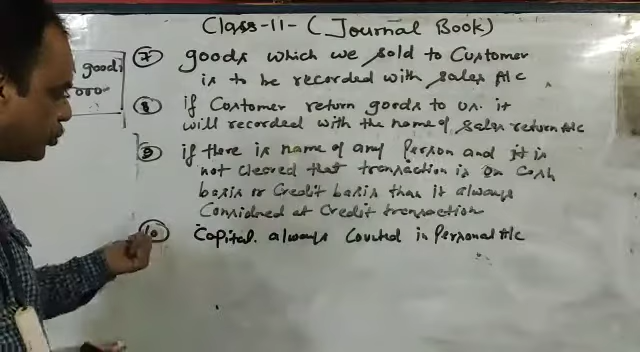 Class-11- (Journal Book)
goods
000
7 goods which we sold to Customer
is to be recorded with sales A/c
8 if Costomer return goods to us. it
will recorded with the name of sales return A/c
9 if there is name of any Person and it is
not cleared that transaction is on Cash
basis or Credit basis than it always
Considred at Credit transaction
10 Capital. always Counted in Personal A/c